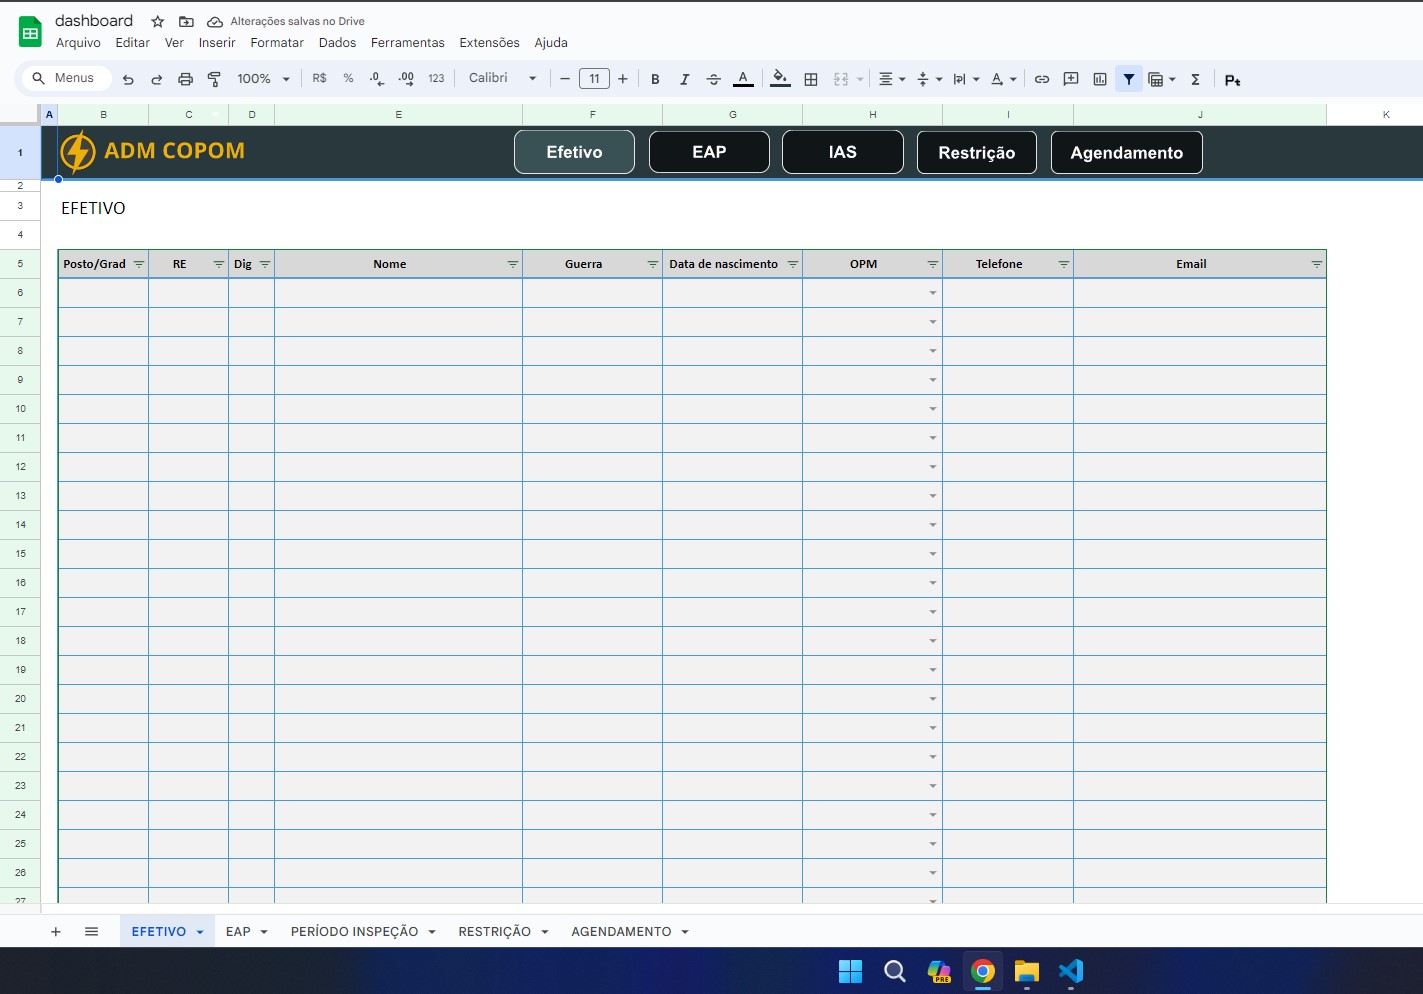 dashboard Alterações salvas no Drive
Arquivo Editar Ver Inserir Formatar Dados Ferramentas Extensões Ajuda
Menus 100% R$ % .0 .00 123 Calibri 11 B I S A A Σ Pt
A B C D E F G H I J K
1 ADM COPOM Efetivo EAP IAS Restrição Agendamento
2
3 EFETIVO
4
5 Posto/Grad RE Dig Nome Guerra Data de nascimento OPM Telefone Email
6
7
8
9
10
11
12
13
14
15
16
17
18
19
20
21
22
23
24
25
26
27
EFETIVO EAP PERÍODO INSPEÇÃO RESTRIÇÃO AGENDAMENTO
PRE